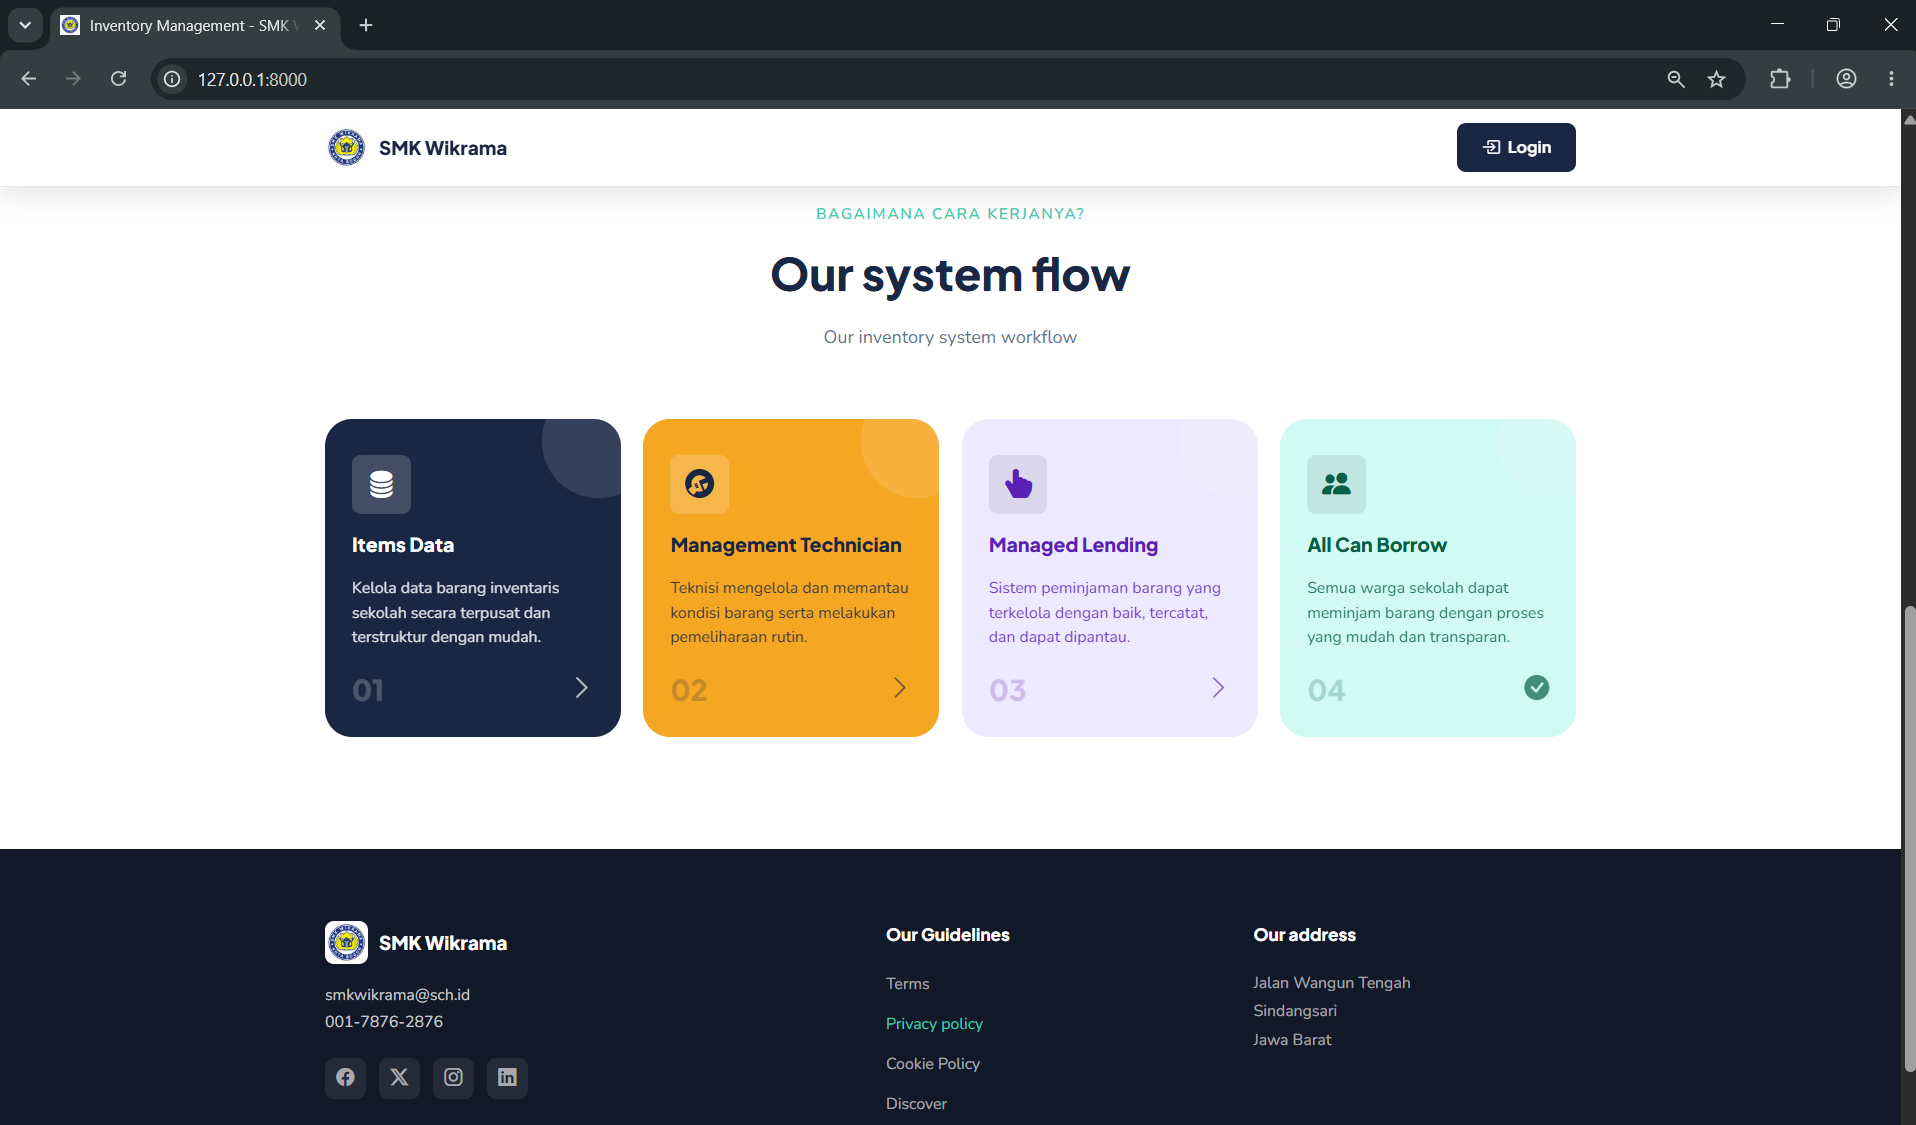 Inventory Management - SMK
127.0.0.1:8000
SMK Wikrama
Login
BAGAIMANA CARA KERJANYA?
Our system flow
Our inventory system workflow
Items Data
Kelola data barang inventaris
sekolah secara terpusat dan
terstruktur dengan mudah.
01
Management Technician
Teknisi mengelola dan memantau
kondisi barang serta melakukan
pemeliharaan rutin.
02
Managed Lending
Sistem peminjaman barang yang
terkelola dengan baik, tercatat,
dan dapat dipantau.
03
All Can Borrow
Semua warga sekolah dapat
meminjam barang dengan proses
yang mudah dan transparan.
04
SMK Wikrama
smkwikrama@sch.id
001-7876-2876
Our Guidelines
Terms
Privacy policy
Cookie Policy
Discover
Our address
Jalan Wangun Tengah
Sindangsari
Jawa Barat